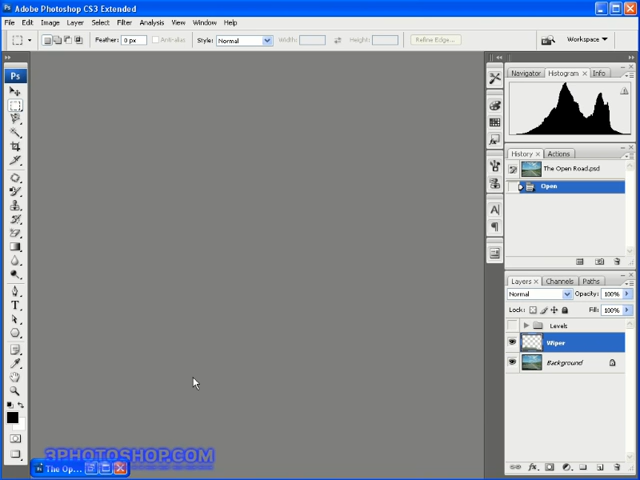 Adobe Photoshop CS3 Extended
File Edit Image Layer Select Filter Analysis View Window Help
Feather: 0 px Anti-alias Style: Normal Width: Height: Refine Edge... Workspace
Ps
Navigator Histogram Info
History Actions
The Open Road.psd
Open
Layers Channels Paths
Normal Opacity: 100%
Lock: Fill: 100%
Levels
Wiper
Background
3PHOTOSHOP.COM
The Op...